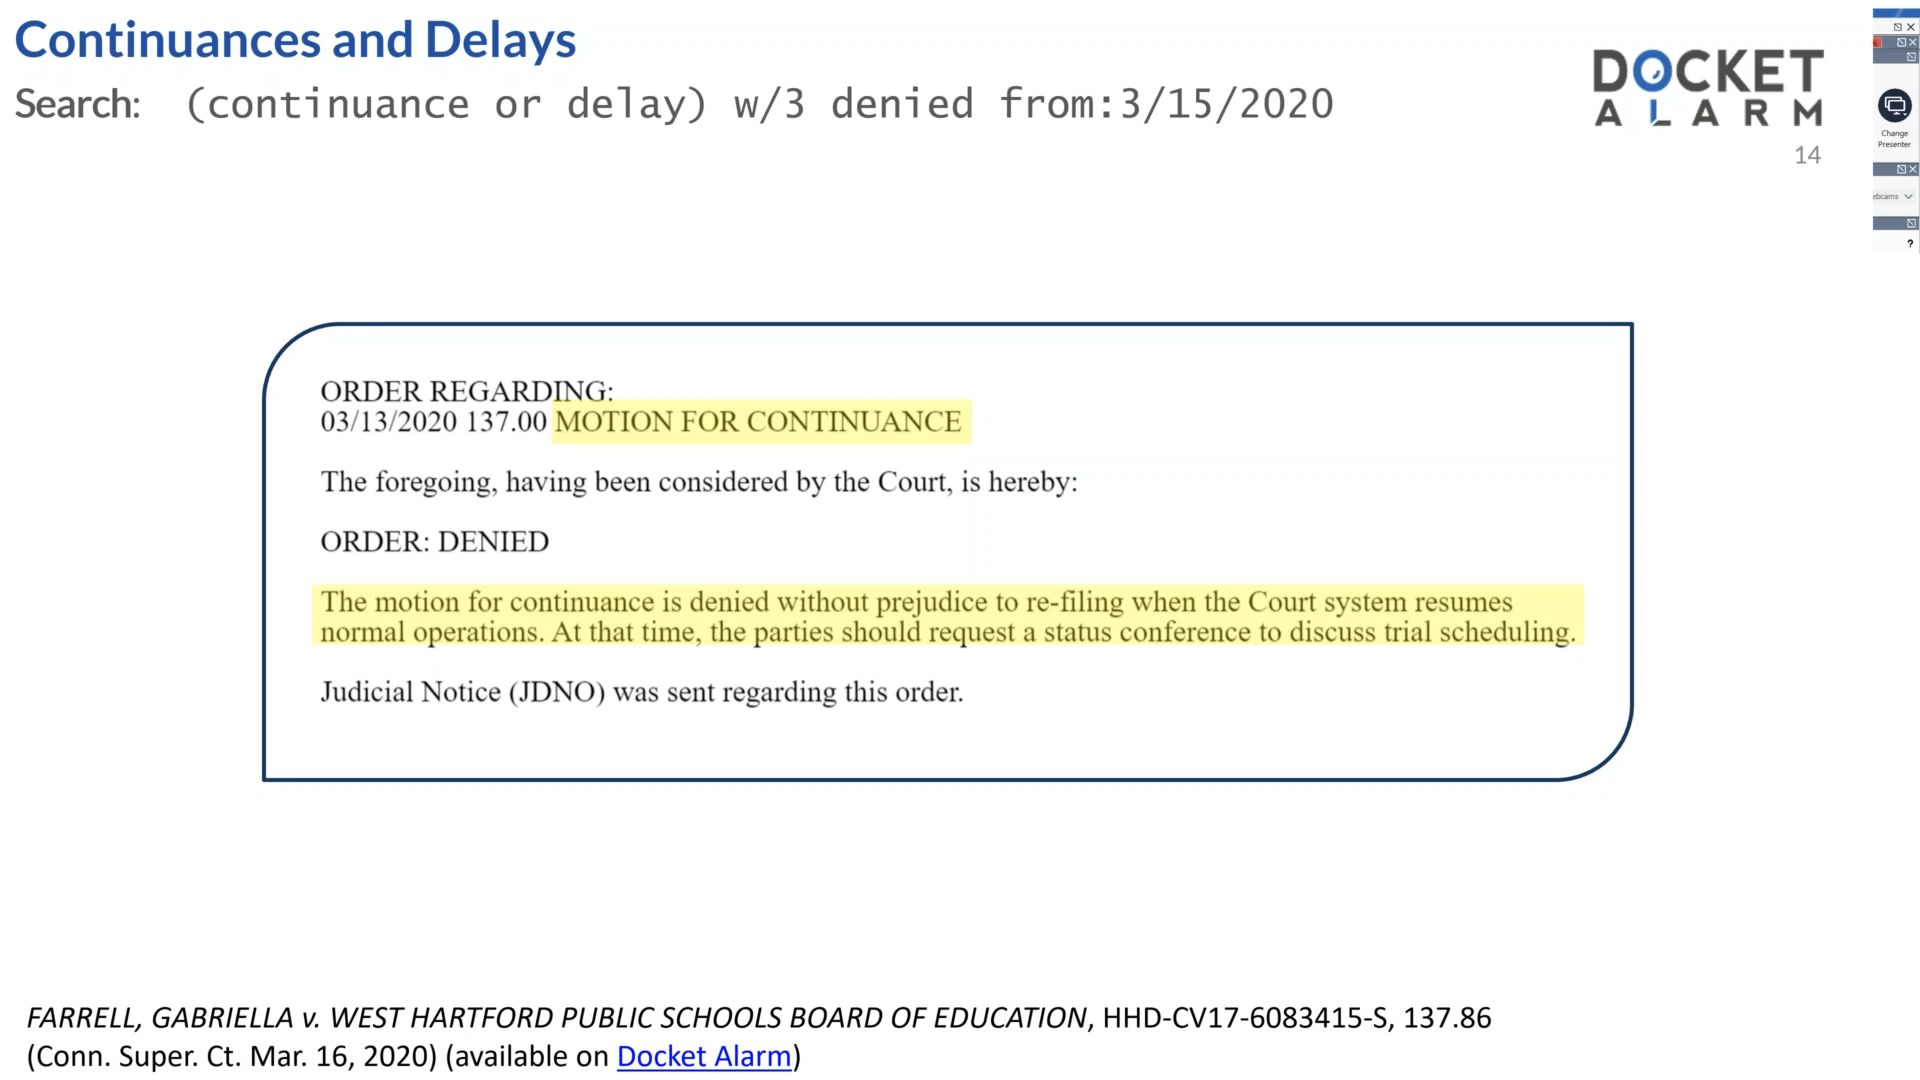 Continuances and Delays
Search: (continuance or delay) w/3 denied from:3/15/2020
DOCKET
ALARM
14
Change
Presenter
ebcams
?
ORDER REGARDING:
03/13/2020 137.00 MOTION FOR CONTINUANCE
The foregoing, having been considered by the Court, is hereby:
ORDER: DENIED
The motion for continuance is denied without prejudice to re-filing when the Court system resumes
normal operations. At that time, the parties should request a status conference to discuss trial scheduling.
Judicial Notice (JDNO) was sent regarding this order.
FARRELL, GABRIELLA v. WEST HARTFORD PUBLIC SCHOOLS BOARD OF EDUCATION, HHD-CV17-6083415-S, 137.86
(Conn. Super. Ct. Mar. 16, 2020) (available on Docket Alarm)